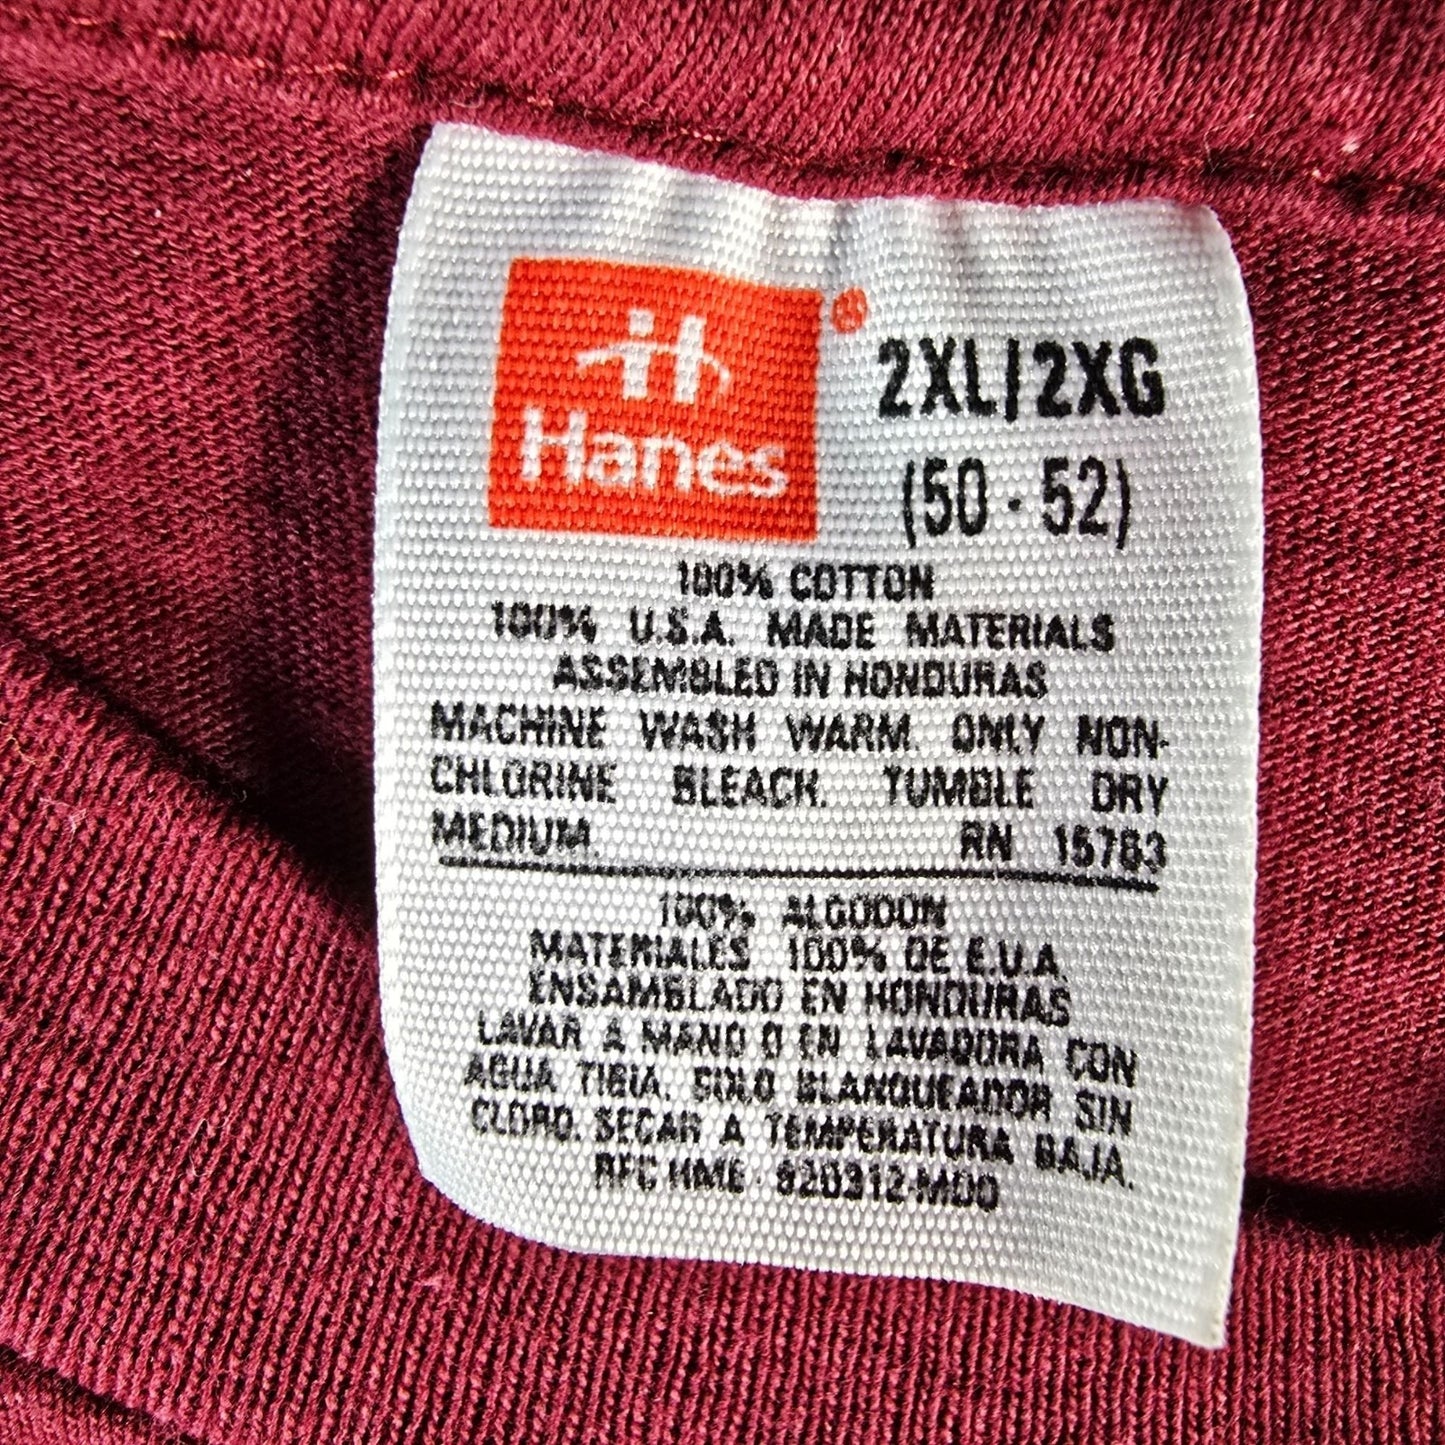 Hanes®
2XL/2XG
(50 - 52)
100% COTTON
100% U.S.A. MADE MATERIALS
ASSEMBLED IN HONDURAS
MACHINE WASH WARM. ONLY NON-
CHLORINE BLEACH. TUMBLE DRY
MEDIUM. RN 15763
100% ALGODON
MATERIALES 100% DE E.U.A.
ENSAMBLADO EN HONDURAS
LAVAR A MANO O EN LAVADORA CON
AGUA TIBIA. SOLO BLANQUEADOR SIN
CLORO. SECAR A TEMPERATURA BAJA.
RFC HME - 920312-MD0